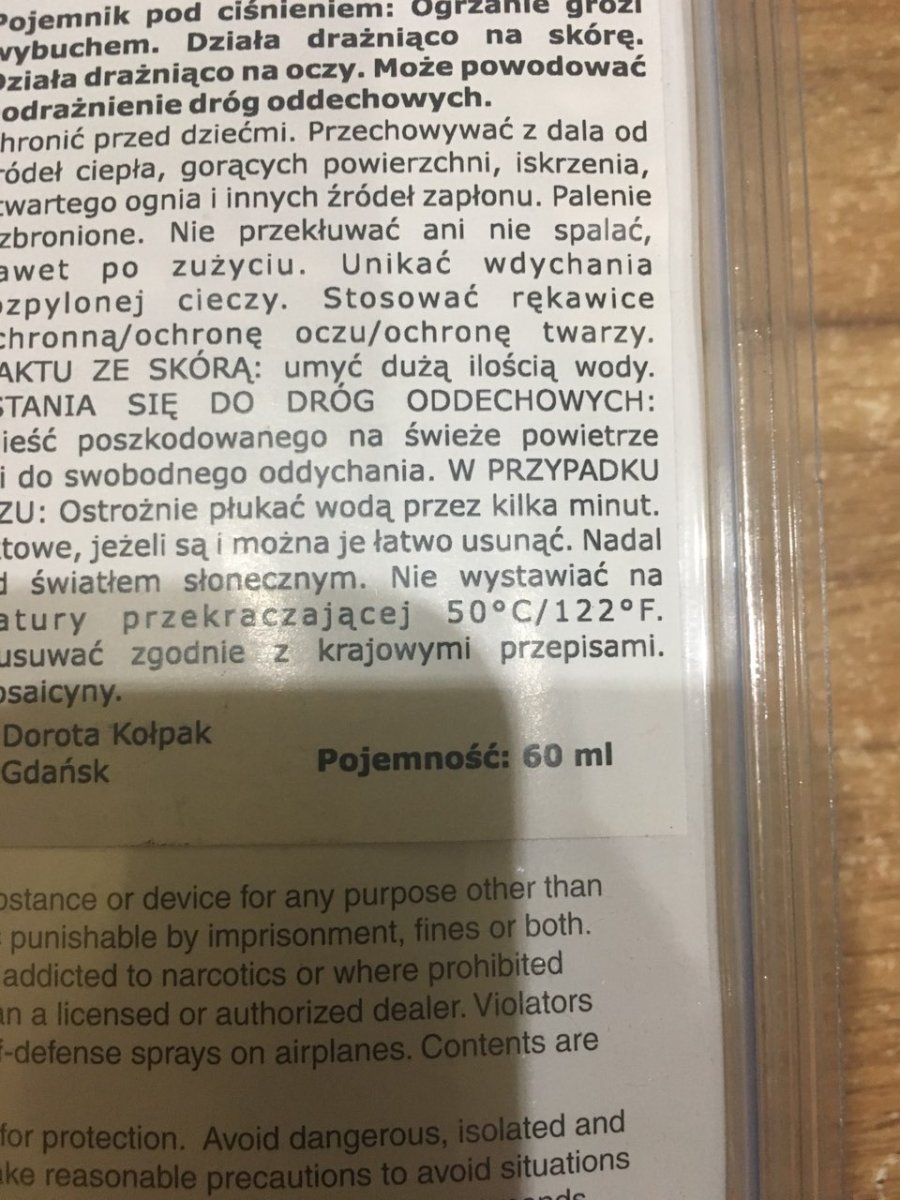 Pojemnik pod ciśnieniem: Ogrzanie grozi
wybuchem. Działa drażniąco na skórę.
Działa drażniąco na oczy. Może powodować
odrażnienie dróg oddechowych.
hronić przed dziećmi. Przechowywać z dala od
ródeł ciepła, gorących powierzchni, iskrzenia,
twartego ognia i innych źródeł zapłonu. Palenie
zbronione. Nie przekłuwać ani nie spalać,
awet po zużyciu. Unikać wdychania
ozpylonej cieczy. Stosować rękawice
chronną/ochronę oczu/ochronę twarzy.
AKTU ZE SKÓRĄ: umyć dużą ilością wody.
STANIA SIĘ DO DRÓG ODDECHOWYCH:
ieść poszkodowanego na świeże powietrze
i do swobodnego oddychania. W PRZYPADKU
ZU: Ostrożnie płukać wodą przez kilka minut.
ktowe, jeżeli są i można je łatwo usunąć. Nadal
d światłem słonecznym. Nie wystawiać na
atury przekraczającej 50°C/122°F.
usuwać zgodnie z krajowymi przepisami.
psaicyny.
Dorota Kołpak
Gdańsk
Pojemność: 60 ml
bstance or device for any purpose other than
s punishable by imprisonment, fines or both.
addicted to narcotics or where prohibited
an a licensed or authorized dealer. Violators
f-defense sprays on airplanes. Contents are
for protection. Avoid dangerous, isolated and
ake reasonable precautions to avoid situations